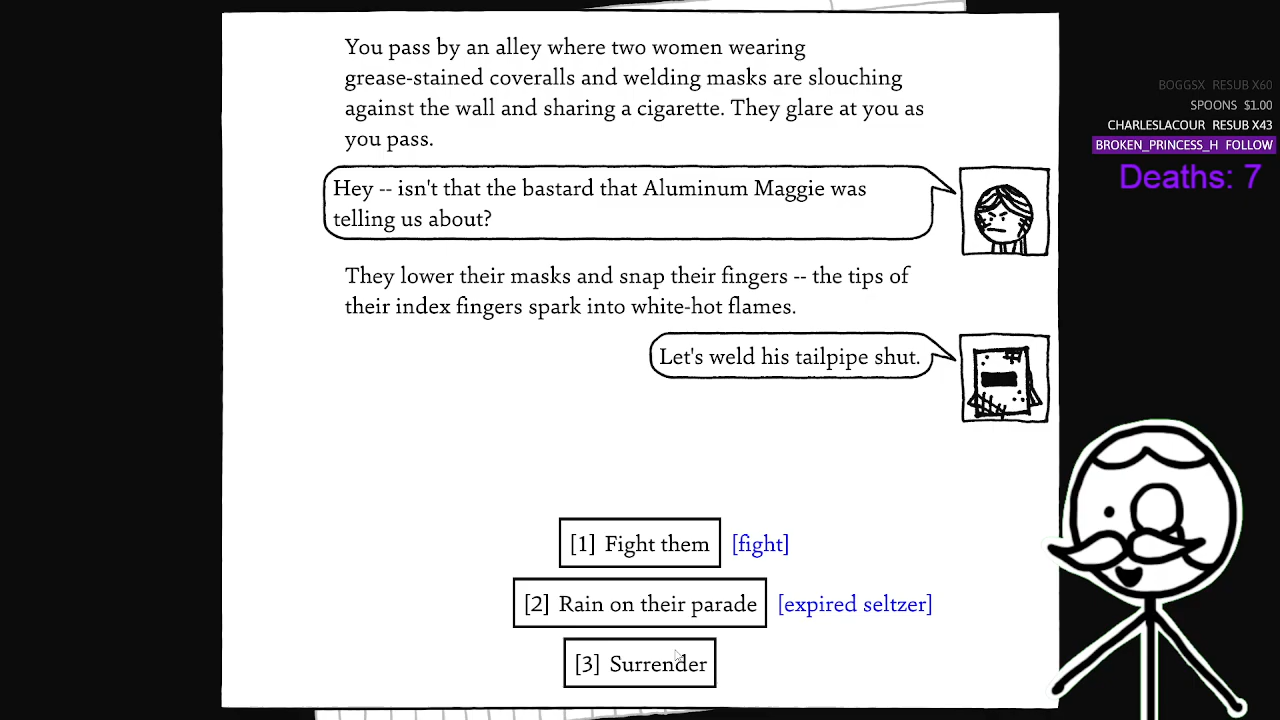 You pass by an alley where two women wearing
grease-stained coveralls and welding masks are slouching
against the wall and sharing a cigarette. They glare at you as
you pass.
Hey -- isn't that the bastard that Aluminum Maggie was
telling us about?
They lower their masks and snap their fingers -- the tips of
their index fingers spark into white-hot flames.
Let's weld his tailpipe shut.
[1] Fight them [fight]
[2] Rain on their parade [expired seltzer]
[3] Surrender
BOGGSX RESUB X60
SPOONS $1.00
CHARLESLACOUR RESUB X43
BROKEN_PRINCESS_H FOLLOW
Deaths: 7